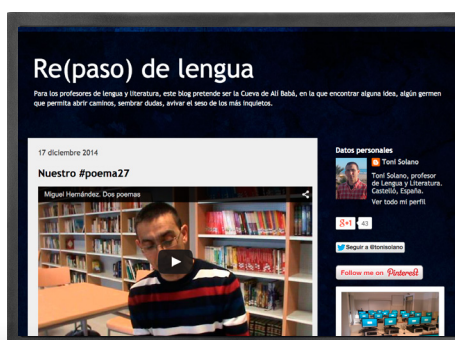 Re(paso) de lengua
Para los profesores de lengua y literatura, este blog pretende ser la Cueva de Alí Babá, en la que encontrar alguna idea, algún germen
que permita abrir caminos, sembrar dudas, avivar el seso de los más inquietos.
17 diciembre 2014
Nuestro #poema27
Miguel Hernández. Dos poemas
Datos personales
Toni Solano
Toni Solano, profesor
de Lengua y Literatura.
Castelló, España.
Ver todo mi perfil
g+1 43
Seguir a @tonisolano
Follow me on Pinterest